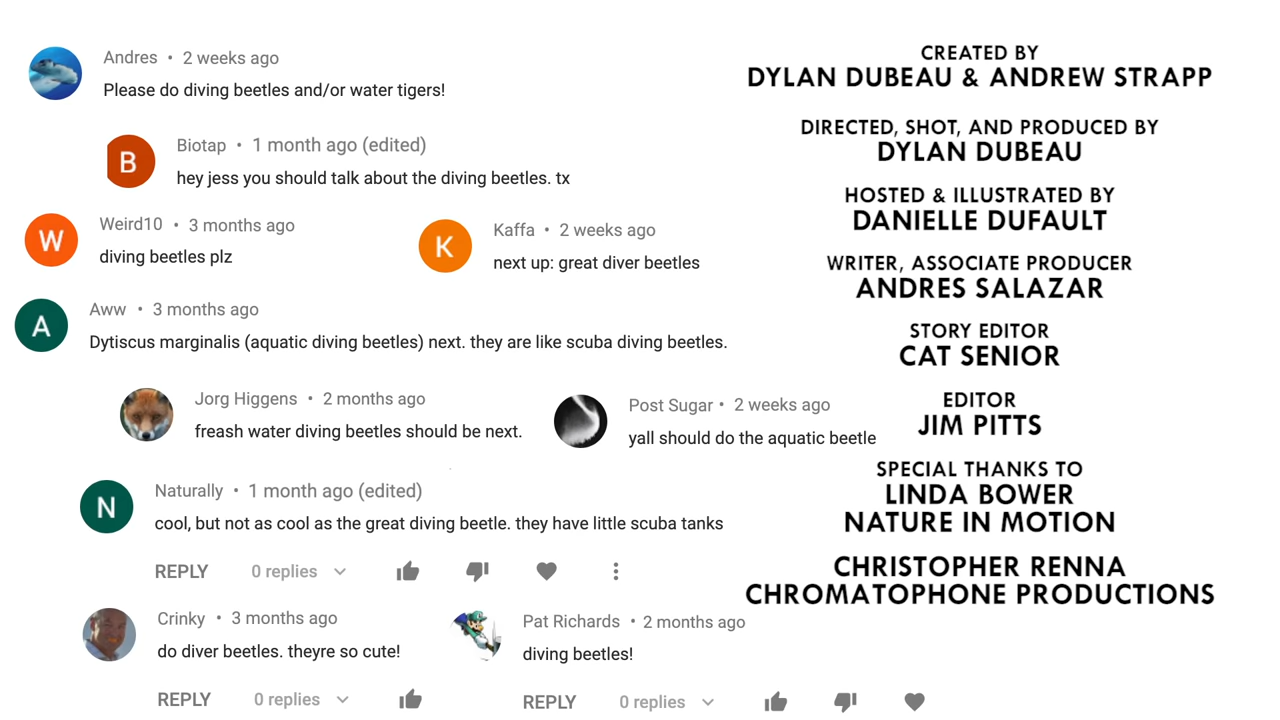 Andres • 2 weeks ago
Please do diving beetles and/or water tigers!
B
Biotap • 1 month ago (edited)
hey jess you should talk about the diving beetles. tx
W
Weird10 • 3 months ago
diving beetles plz
K
Kaffa • 2 weeks ago
next up: great diver beetles
A
Aww • 3 months ago
Dytiscus marginalis (aquatic diving beetles) next. they are like scuba diving beetles.
Jorg Higgens • 2 months ago
freash water diving beetles should be next.
Post Sugar • 2 weeks ago
yall should do the aquatic beetle
N
Naturally • 1 month ago (edited)
cool, but not as cool as the great diving beetle. they have little scuba tanks
REPLY 0 replies
Crinky • 3 months ago
do diver beetles. theyre so cute!
REPLY 0 replies
Pat Richards • 2 months ago
diving beetles!
REPLY 0 replies
CREATED BY
DYLAN DUBEAU & ANDREW STRAPP
DIRECTED, SHOT, AND PRODUCED BY
DYLAN DUBEAU
HOSTED & ILLUSTRATED BY
DANIELLE DUFAULT
WRITER, ASSOCIATE PRODUCER
ANDRES SALAZAR
STORY EDITOR
CAT SENIOR
EDITOR
JIM PITTS
SPECIAL THANKS TO
LINDA BOWER
NATURE IN MOTION
CHRISTOPHER RENNA
CHROMATOPHONE PRODUCTIONS